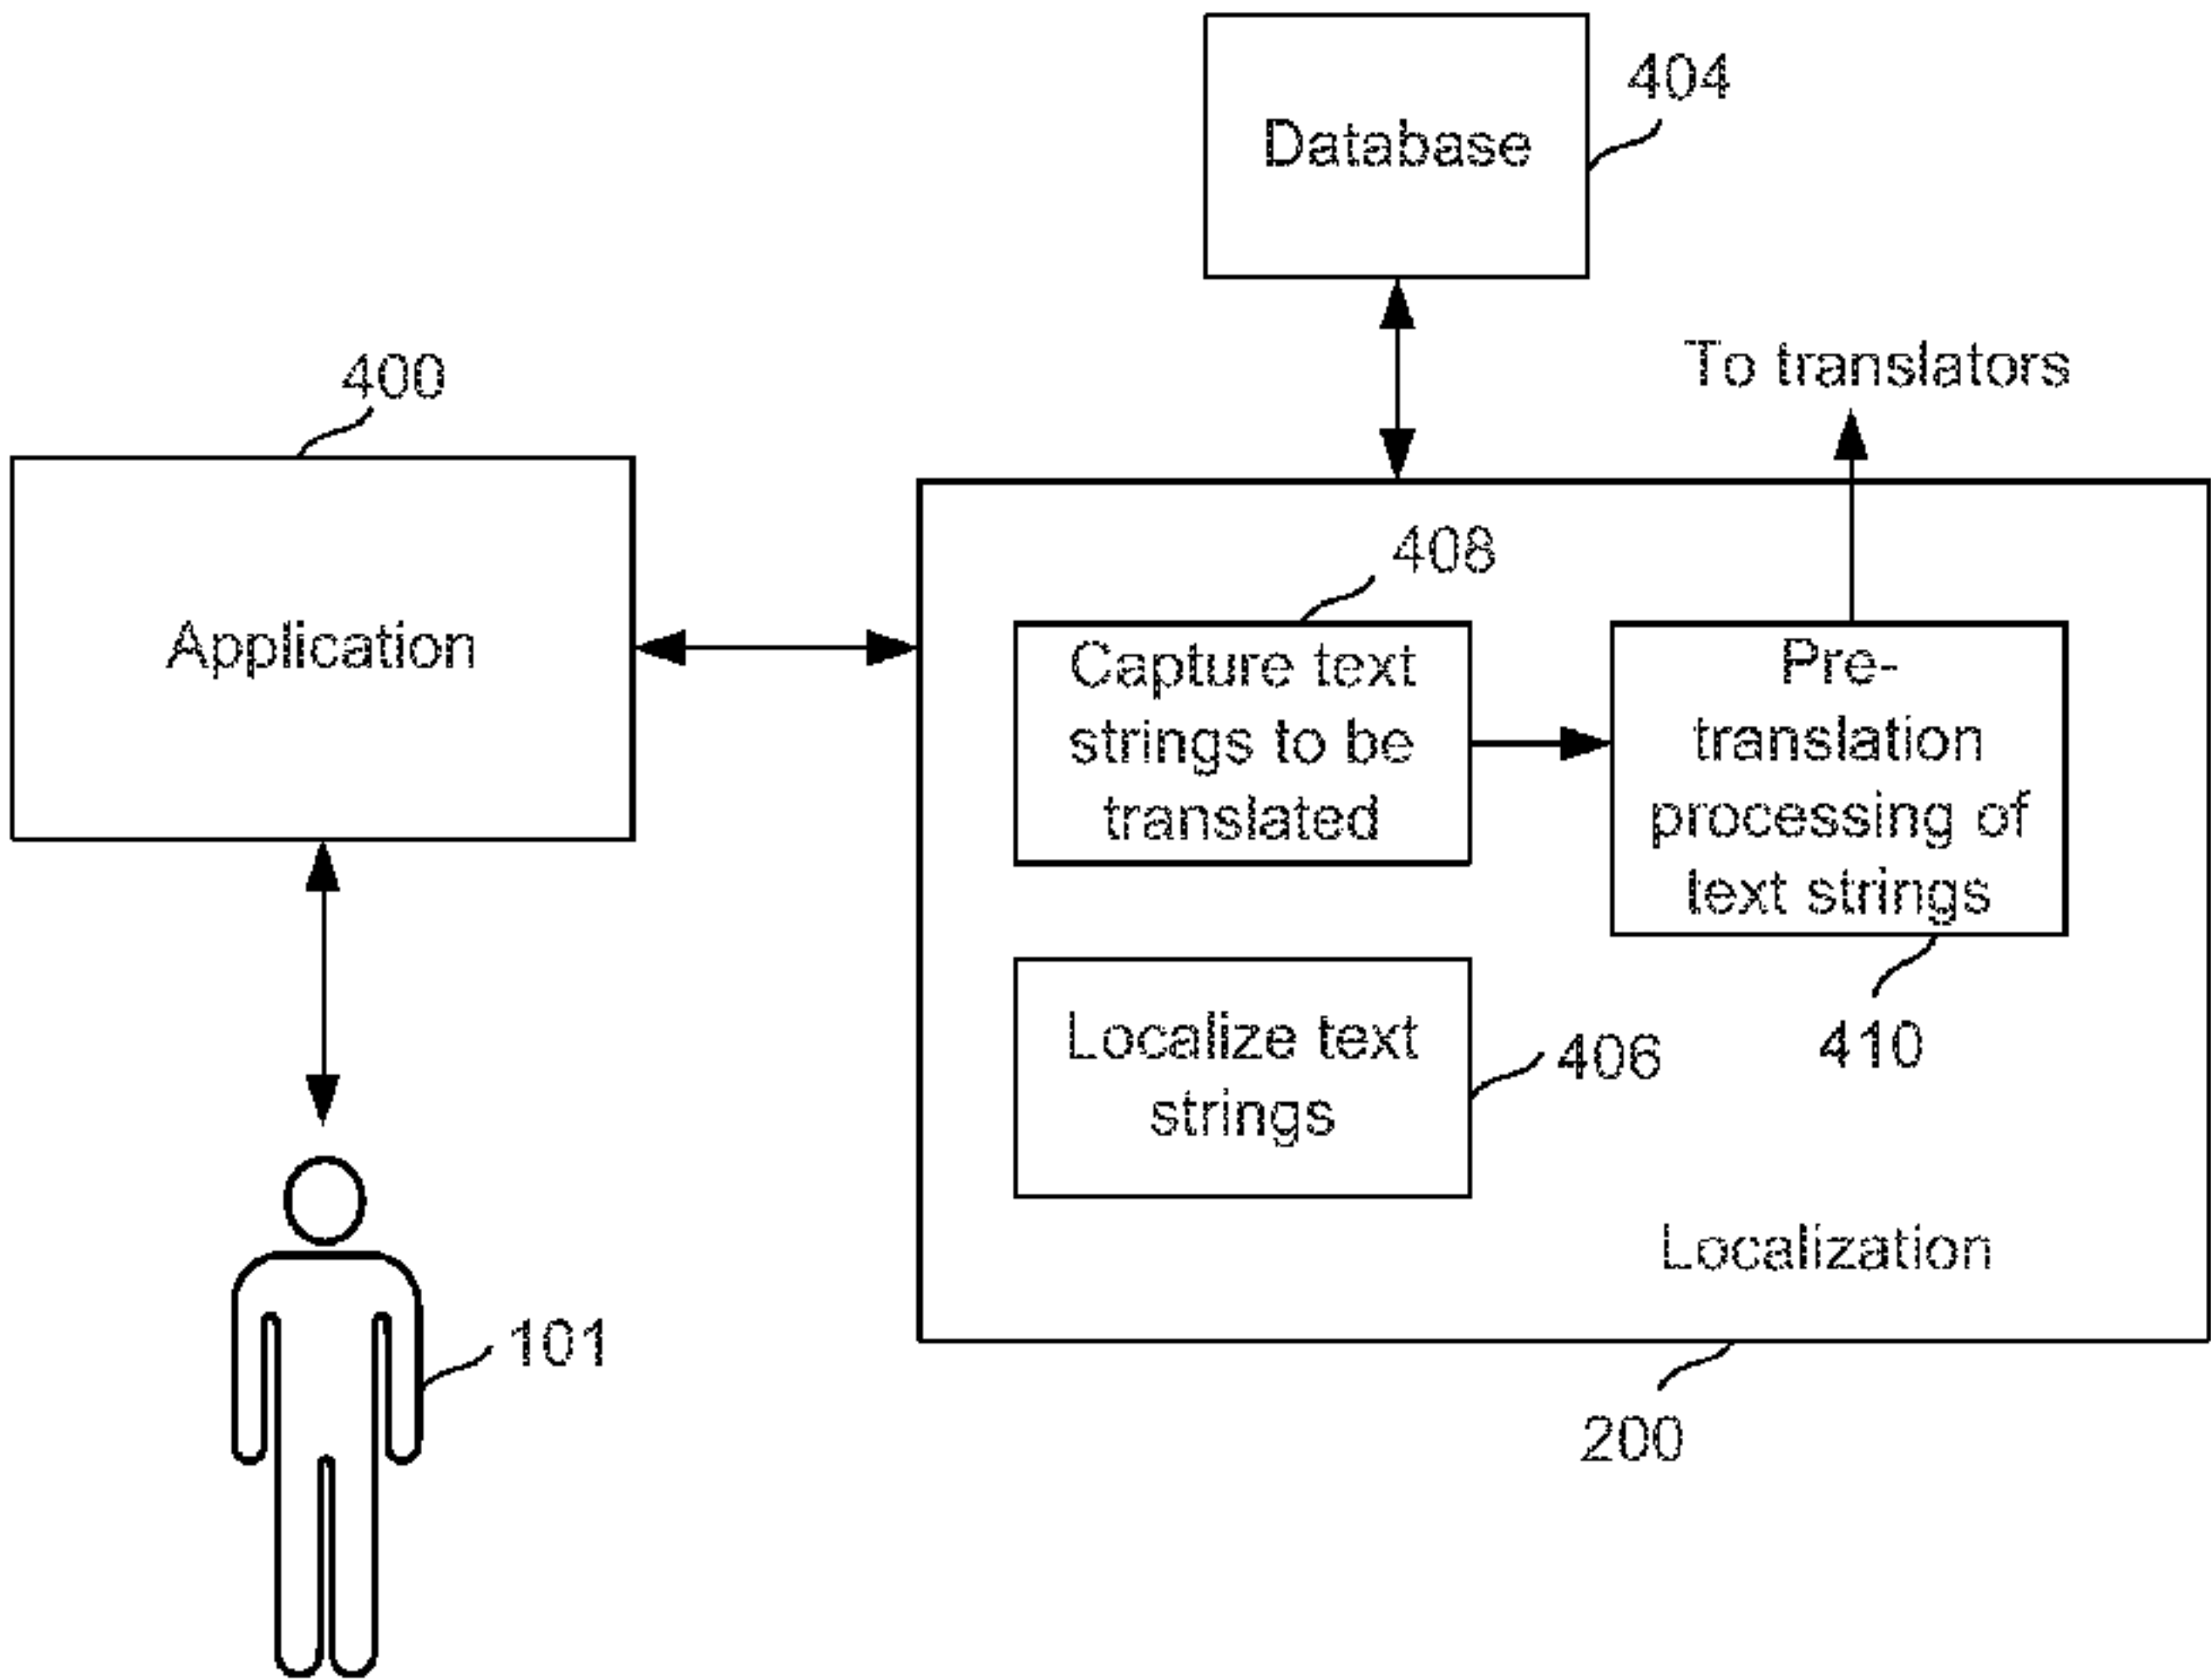 404
Database
To translators
400
408
Application
Capture text
strings to be
translated
Pre-
translation
processing of
text strings
410
Localize text
strings
406
Localization
101
200